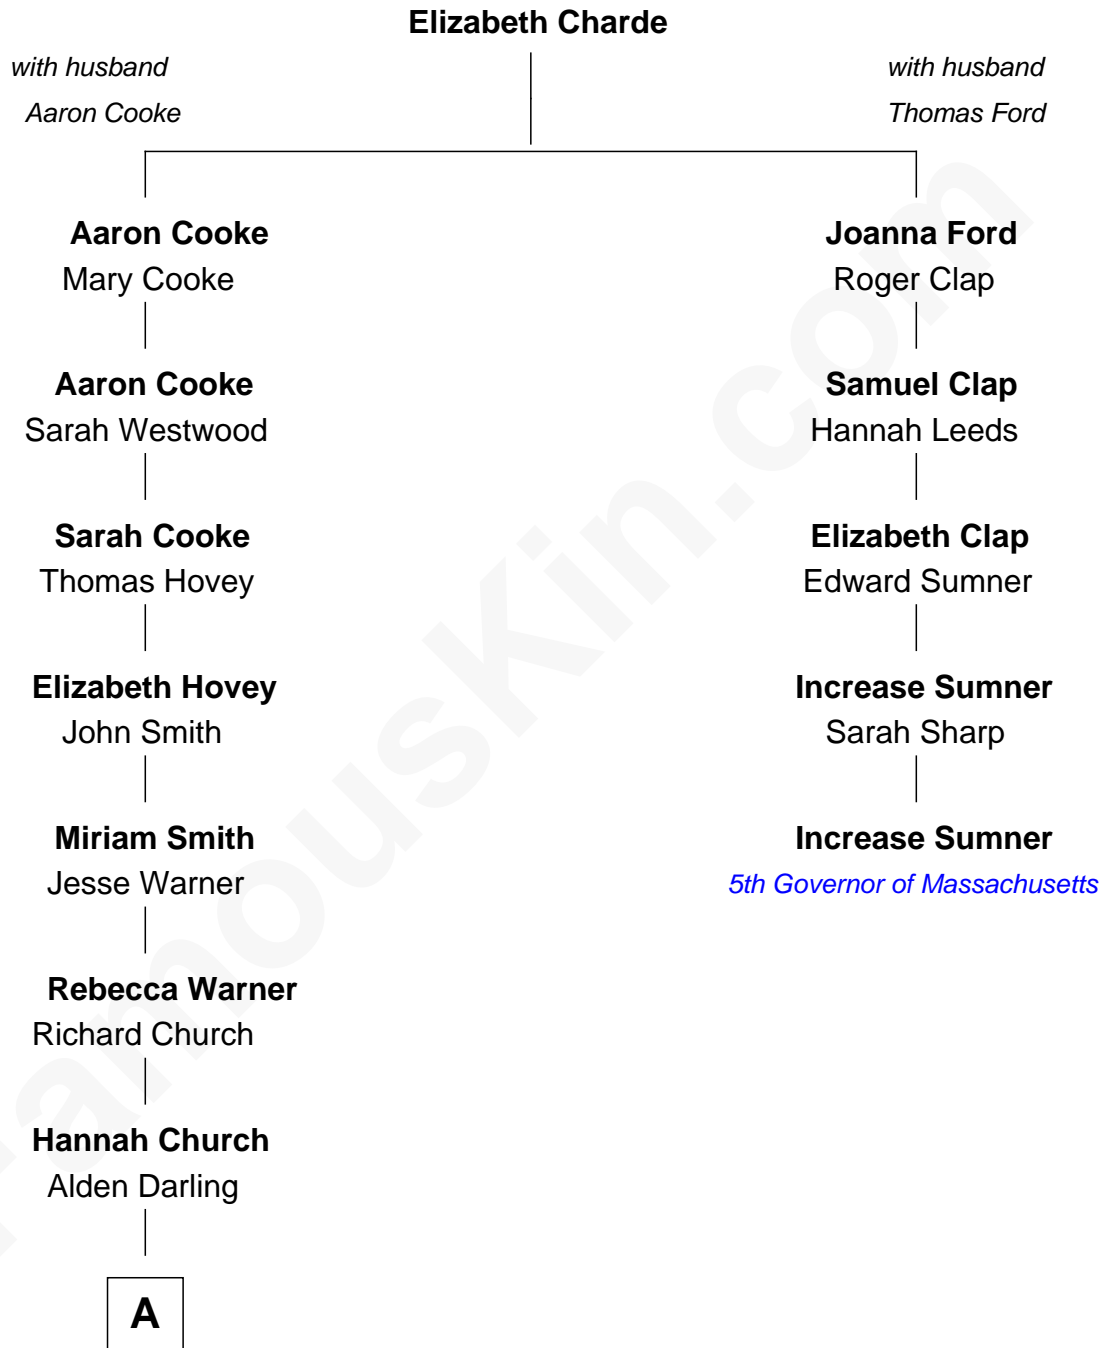 Elizabeth Charde
with husband
Aaron Cooke
with husband
Thomas Ford
Aaron Cooke
Mary Cooke
Joanna Ford
Roger Clap
Aaron Cooke
Sarah Westwood
Samuel Clap
Hannah Leeds
Sarah Cooke
Thomas Hovey
Elizabeth Clap
Edward Sumner
Elizabeth Hovey
John Smith
Increase Sumner
Sarah Sharp
Miriam Smith
Jesse Warner
Increase Sumner
5th Governor of Massachusetts
Rebecca Warner
Richard Church
Hannah Church
Alden Darling
A
FamousKin.com